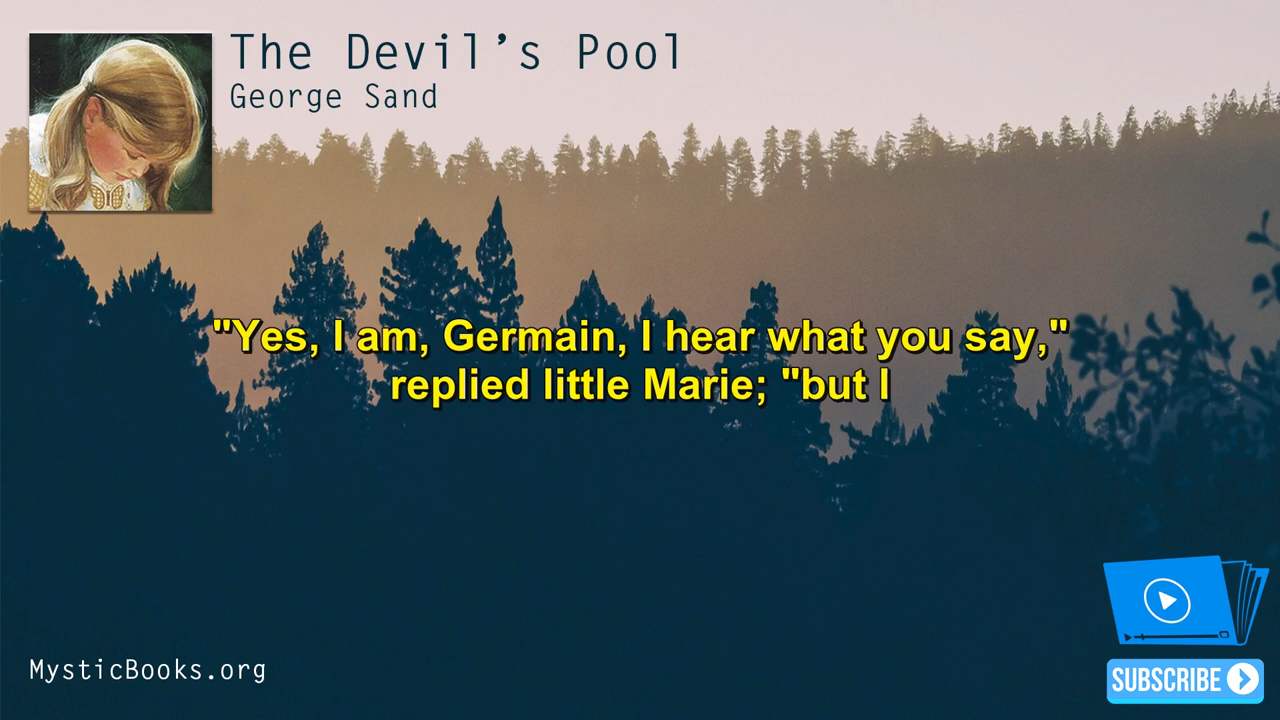 The Devil's Pool
George Sand
"Yes, I am, Germain, I hear what you say,"
replied little Marie; "but I
MysticBooks.org
SUBSCRIBE